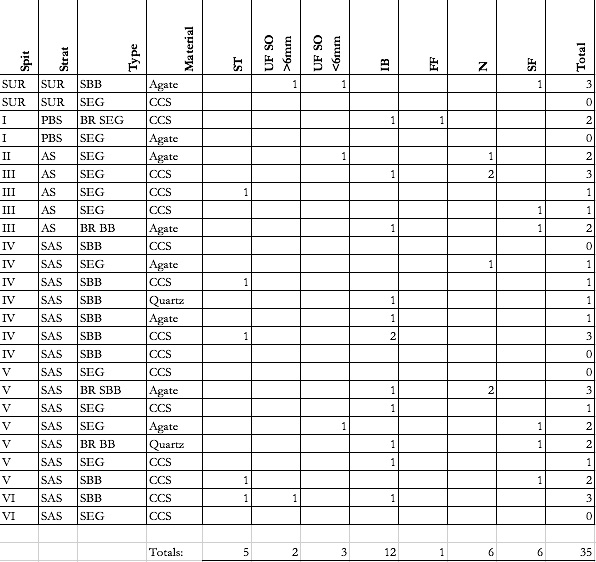 Spit Strat Type Material ST UF SO >6mm UF SO <6mm IB FF N SF Total
SUR SUR SBB Agate 1 1 1 3
SUR SUR SEG CCS 0
I PBS BR SEG CCS 1 1 2
I PBS SEG Agate 0
II AS SEG Agate 1 1 2
III AS SEG CCS 1 2 3
III AS SEG CCS 1 1
III AS SEG CCS 1 1
III AS BR BB Agate 1 1 2
IV SAS SBB CCS 0
IV SAS SEG Agate 1 1
IV SAS SBB CCS 1 1
IV SAS SBB Quartz 1 1
IV SAS SBB Agate 1 1
IV SAS SBB CCS 1 2 3
IV SAS SBB CCS 0
V SAS SEG CCS 0
V SAS BR SBB Agate 1 2 3
V SAS SEG CCS 1 1
V SAS SEG Agate 1 1 2
V SAS BR BB Quartz 1 1 2
V SAS SEG CCS 1 1
V SAS SBB CCS 1 1 2
VI SAS SBB CCS 1 1 1 3
VI SAS SEG CCS 0
Totals: 5 2 3 12 1 6 6 35